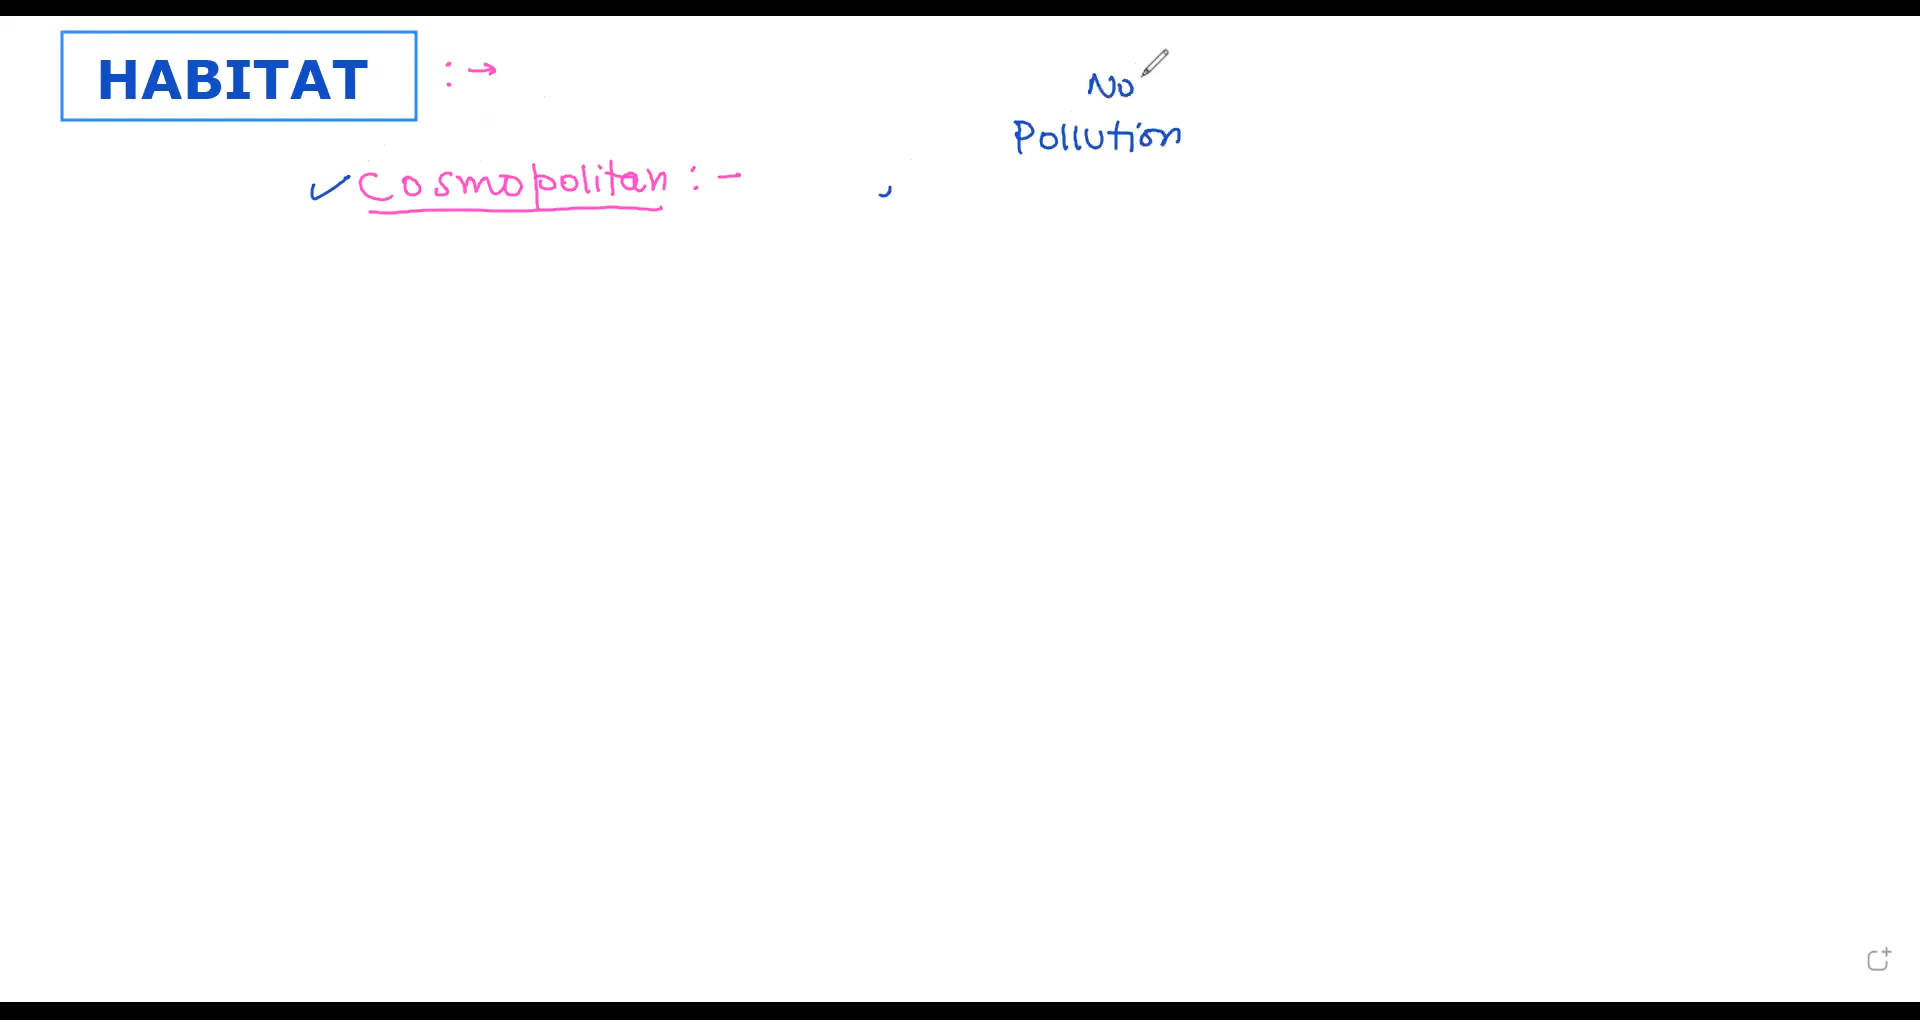 HABITAT :→
No
Pollution
✓ Cosmopolitan :- ,